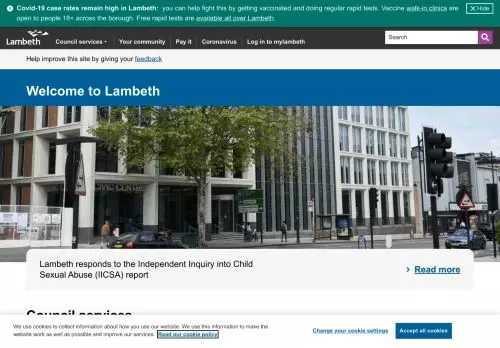 Covid-19 case rates remain high in Lambeth: you can help fight this by getting vaccinated and doing regular rapid tests. Vaccine walk-in clinics are
open to people 18+ across the borough. Free rapid tests are available all over Lambeth.
Hide
Lambeth
Council services
Your community
Pay it
Coronavirus
Log in to mylambeth
Search
Help improve this site by giving your feedback
Welcome to Lambeth
CIVIC CENTRE
Lambeth responds to the Independent Inquiry into Child
Sexual Abuse (IICSA) report
Read more
Council services
We use cookies to collect information about how you use our website. We use this information to make the
website work as well as possible and improve our services. Read our cookie policy
Change your cookie settings
Accept all cookies